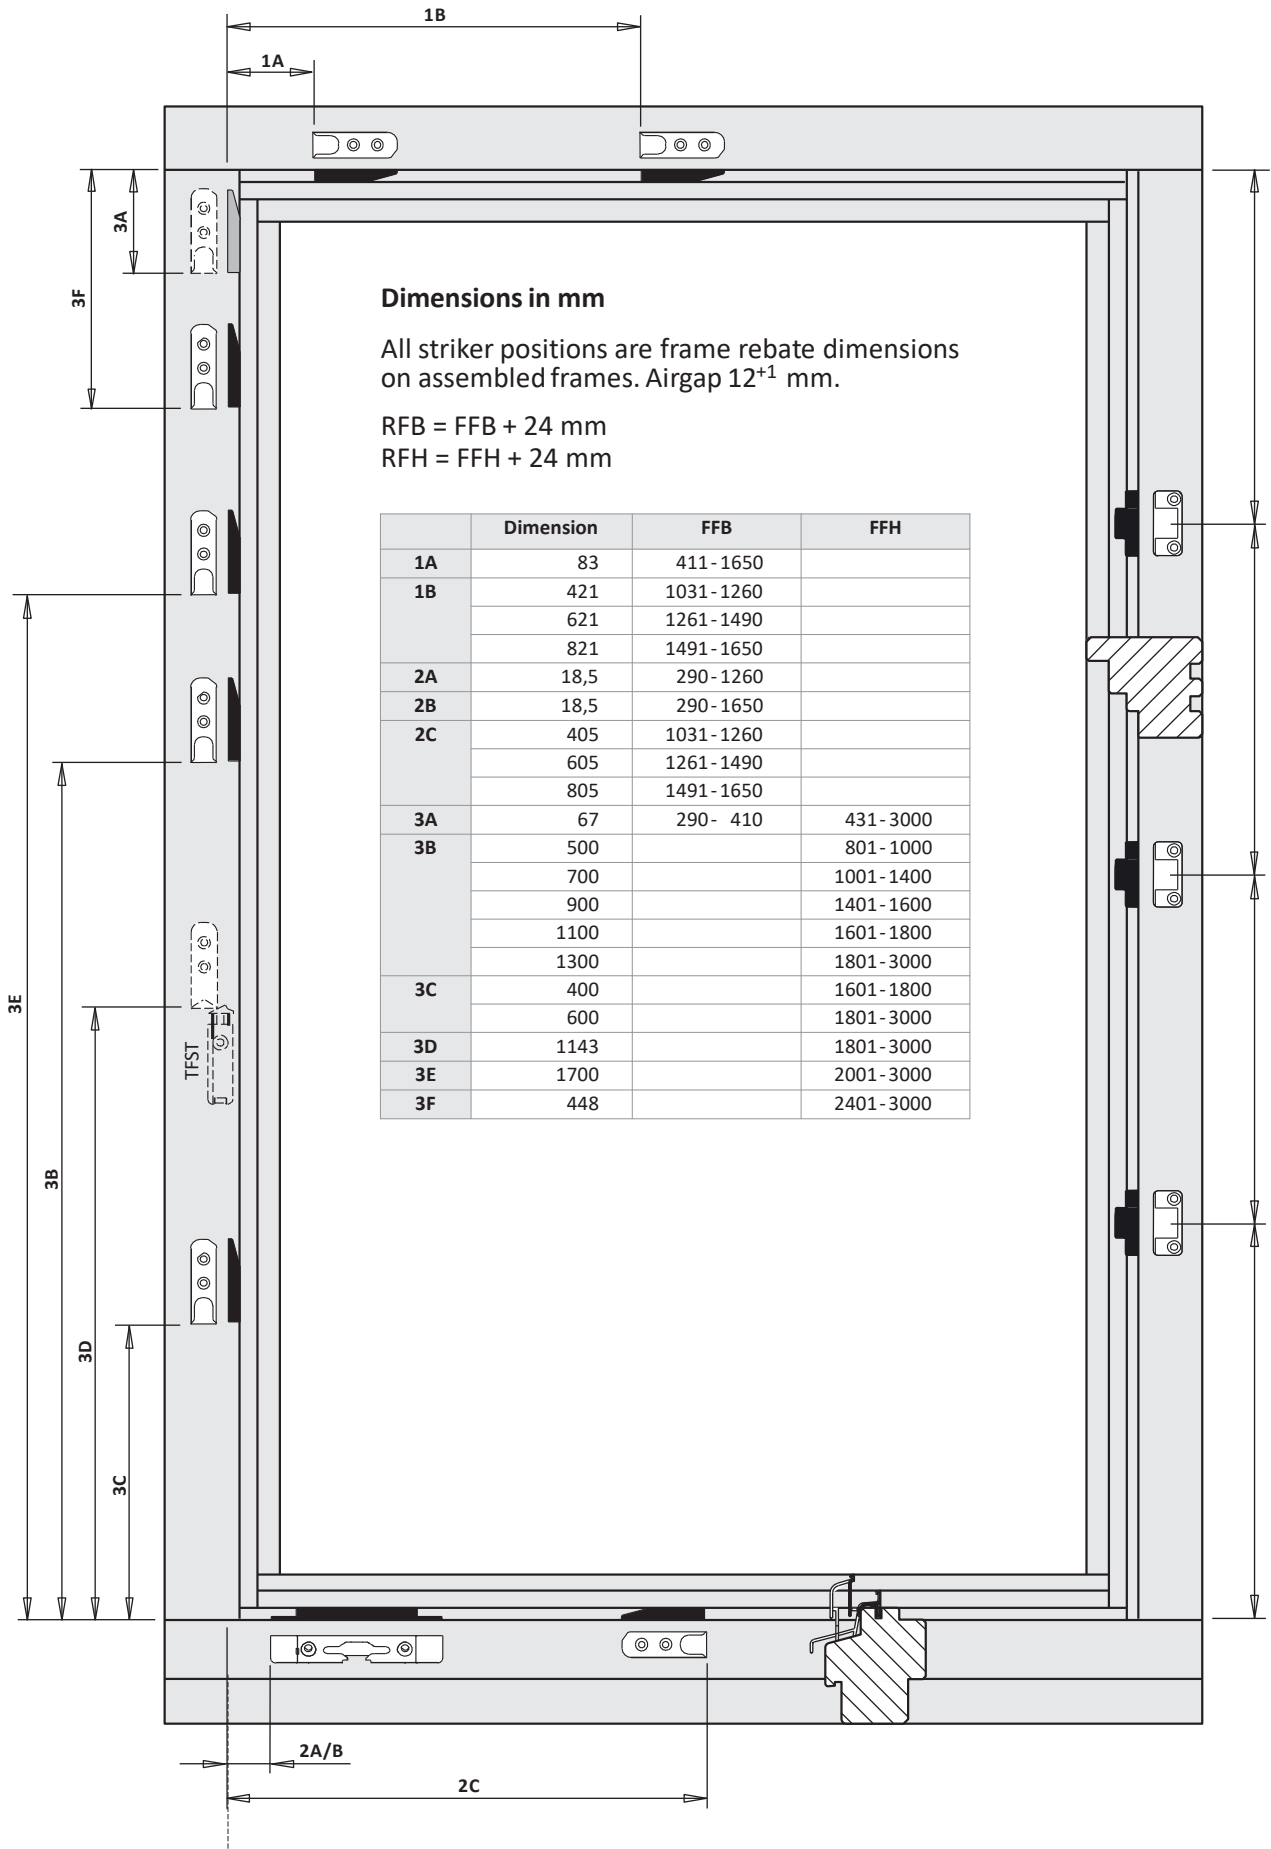 1B
1A
3A
3F
Dimensions in mm
All striker positions are frame rebate dimensions
on assembled frames. Airgap 12+1 mm.
RFB = FFB + 24 mm
RFH = FFH + 24 mm
Dimension FFB FFH
1A 83 411-1650
1B 421 1031-1260
621 1261-1490
821 1491-1650
2A 18,5 290-1260
2B 18,5 290-1650
2C 405 1031-1260
605 1261-1490
805 1491-1650
3A 67 290- 410 431-3000
3B 500 801-1000
700 1001-1400
900 1401-1600
1100 1601-1800
1300 1801-3000
3C 400 1601-1800
600 1801-3000
3D 1143 1801-3000
3E 1700 2001-3000
3F 448 2401-3000
3E
TFST
3B
3D
3C
2A/B
2C